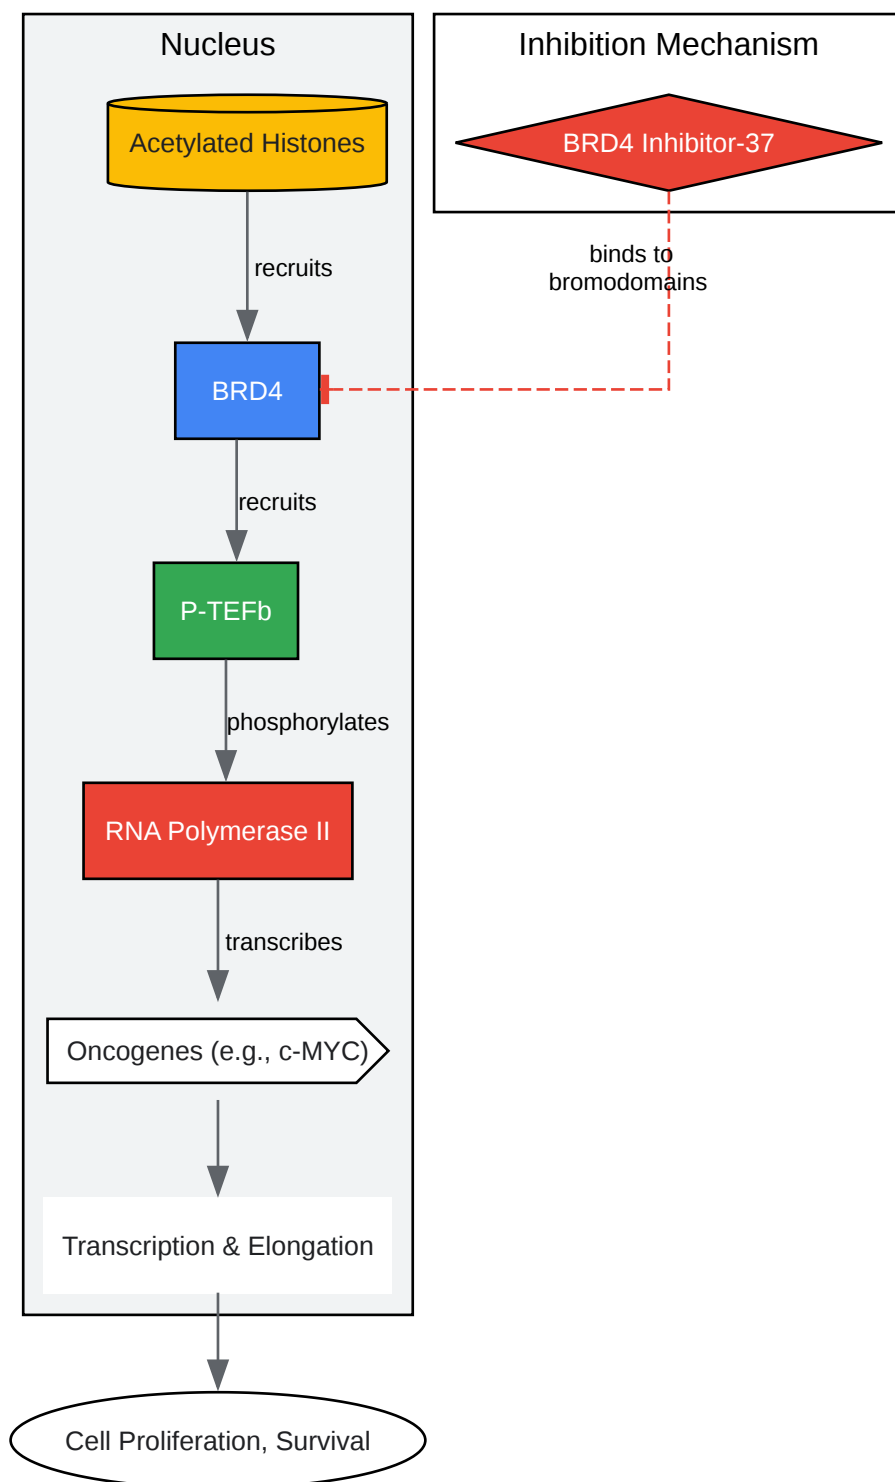 Nucleus
Inhibition Mechanism
Acetylated Histones
BRD4 Inhibitor-37
recruits
binds to
bromodomains
BRD4
recruits
P-TEFb
phosphorylates
RNA Polymerase II
transcribes
Oncogenes (e.g., c-MYC)
Transcription & Elongation
Cell Proliferation, Survival